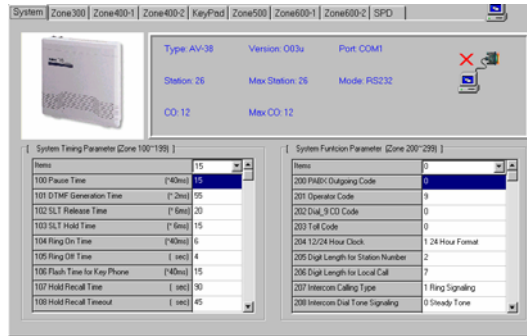 System Zone300 Zone400-1 Zone400-2 KeyPad Zone500 Zone600-1 Zone600-2 SPD
Type: AV-38 Version: 003u Port: COM1
Station: 26 Max Station: 26 Mode: RS232
CO: 12 Max CO: 12
[ System Timing Parameter (Zone 100~199) ]
Items 15
100 Pause Time (*40ms) 15
101 DTMF Generation Time (* 2ms) 55
102 SLT Release Time (* 6ms) 20
103 SLT Hold Time (* 6ms) 15
104 Ring On Time (*40ms) 6
105 Ring Off Time ( sec) 4
106 Flash Time for Key Phone (*40ms) 15
107 Hold Recall Time ( sec) 90
108 Hold Recall Timeout ( sec) 45
[ System Funtcion Parameter (Zone 200~299) ]
Items 0
200 PABX Outgoing Code 0
201 Operator Code 9
202 Dial_9 CO Code 0
203 Toll Code 0
204 12/24 Hour Clock 1 24 Hour Format
205 Digit Length for Station Number 2
206 Digit Length for Local Call 7
207 Intercom Calling Type 1 Ring Signaling
208 Intercom Dial Tone Signaling 0 Steady Tone